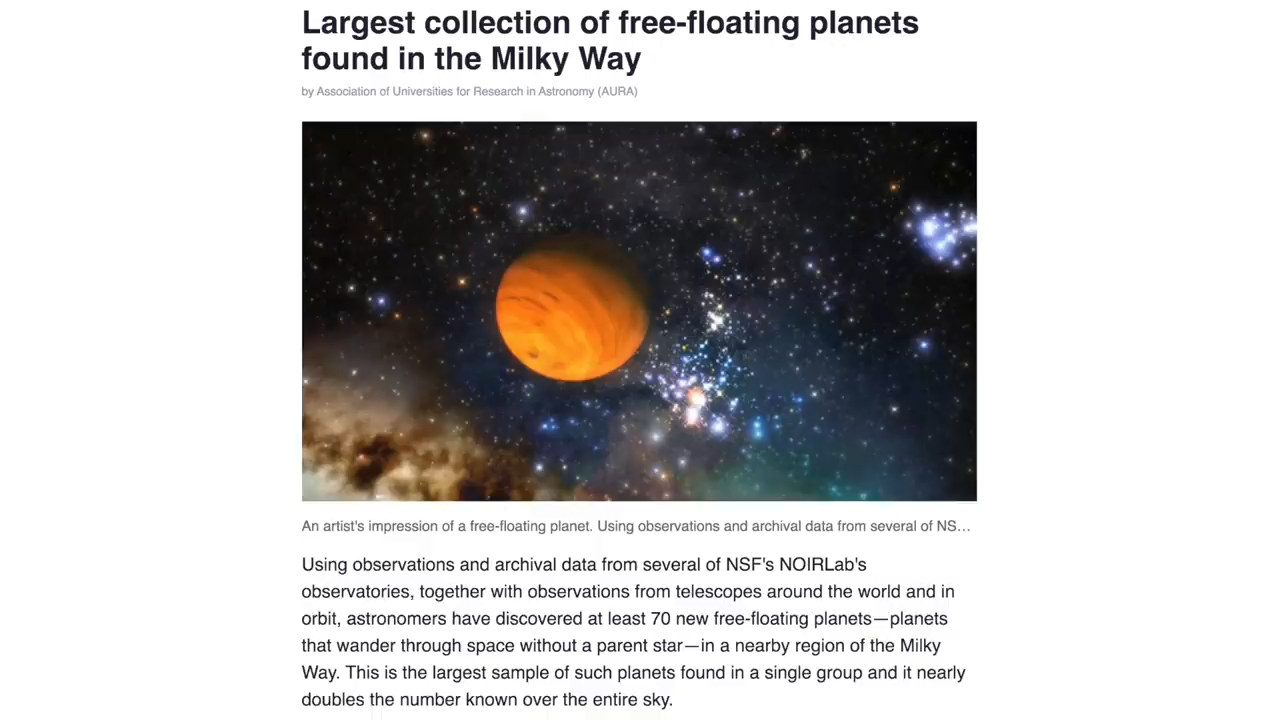 Largest collection of free-floating planets
found in the Milky Way
by Association of Universities for Research in Astronomy (AURA)
An artist's impression of a free-floating planet. Using observations and archival data from several of NS...
Using observations and archival data from several of NSF's NOIRLab's
observatories, together with observations from telescopes around the world and in
orbit, astronomers have discovered at least 70 new free-floating planets—planets
that wander through space without a parent star—in a nearby region of the Milky
Way. This is the largest sample of such planets found in a single group and it nearly
doubles the number known over the entire sky.